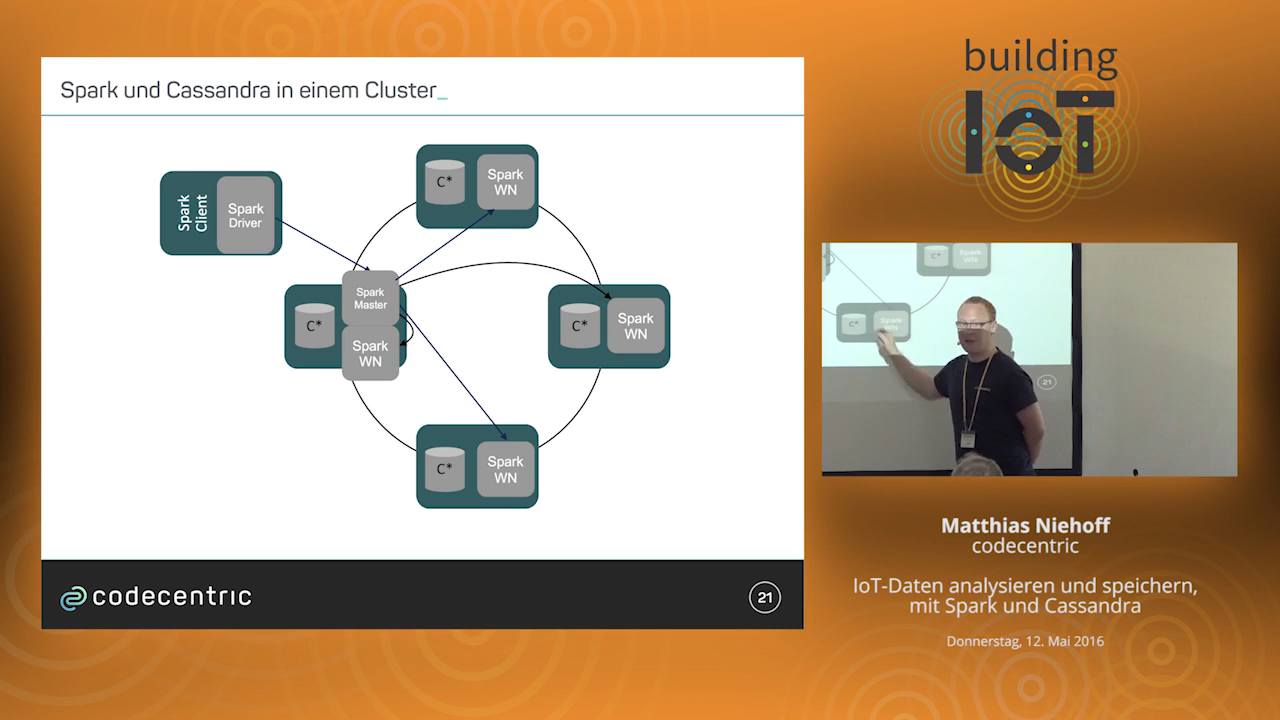 Spark und Cassandra in einem Cluster_
C*
Spark
WN
Spark
Client
Spark
Driver
Spark
Master
C*
Spark
WN
C*
Spark
WN
C*
Spark
WN
codecentric
21
building
IoT
C*
C*
21
Matthias Niehoff
codecentric
IoT-Daten analysieren und speichern,
mit Spark und Cassandra
Donnerstag, 12. Mai 2016